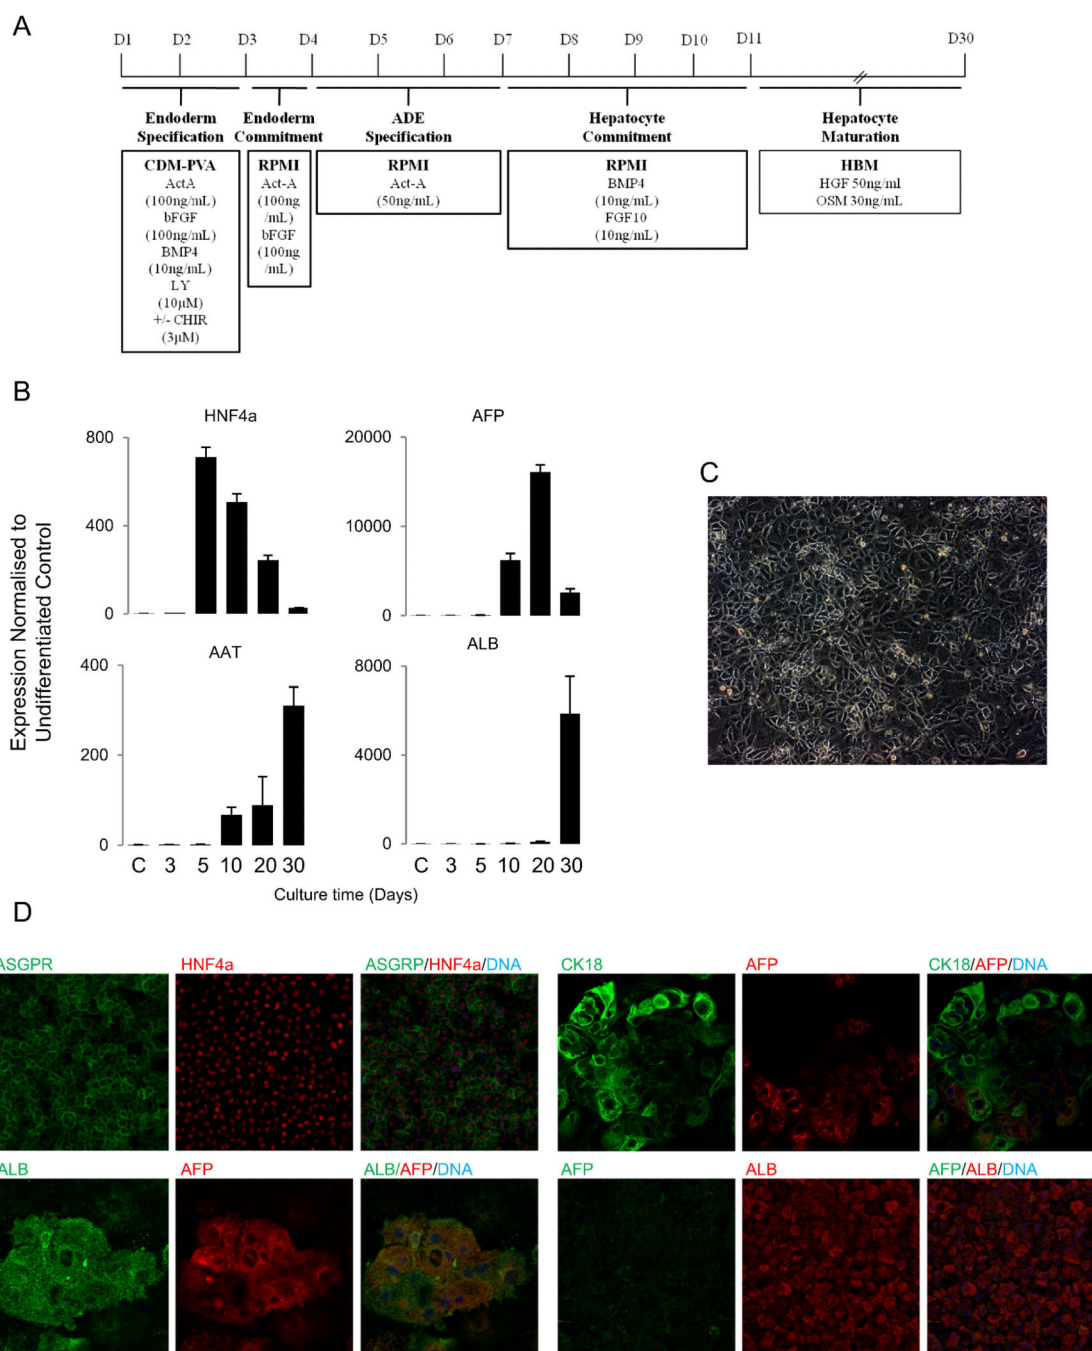 A
D1 D2 D3 D4 D5 D6 D7 D8 D9 D10 D11 D30
Endoderm
Specification
Endoderm
Commitment
ADE
Specification
Hepatocyte
Commitment
Hepatocyte
Maturation
CDM-PVA
ActA
(100ng/mL)
bFGF
(100ng/mL)
BMP4
(10ng/mL)
LY
(10µM)
+/- CHIR
(3µM)
RPMI
Act-A
(100ng
/mL)
bFGF
(100ng
/mL)
RPMI
Act-A
(50ng/mL)
RPMI
BMP4
(10ng/mL)
FGF10
(10ng/mL)
HBM
HGF 50ng/ml
OSM 30ng/mL
B
Expression Normalised to
Undifferentiated Control
HNF4a
800
400
0
AFP
20000
10000
0
AAT
400
200
0
C 3 5 10 20 30
ALB
8000
4000
0
C 3 5 10 20 30
Culture time (Days)
C
D
ASGPR HNF4a ASGRP/HNF4a/DNA CK18 AFP CK18/AFP/DNA
ALB AFP ALB/AFP/DNA AFP ALB AFP/ALB/DNA